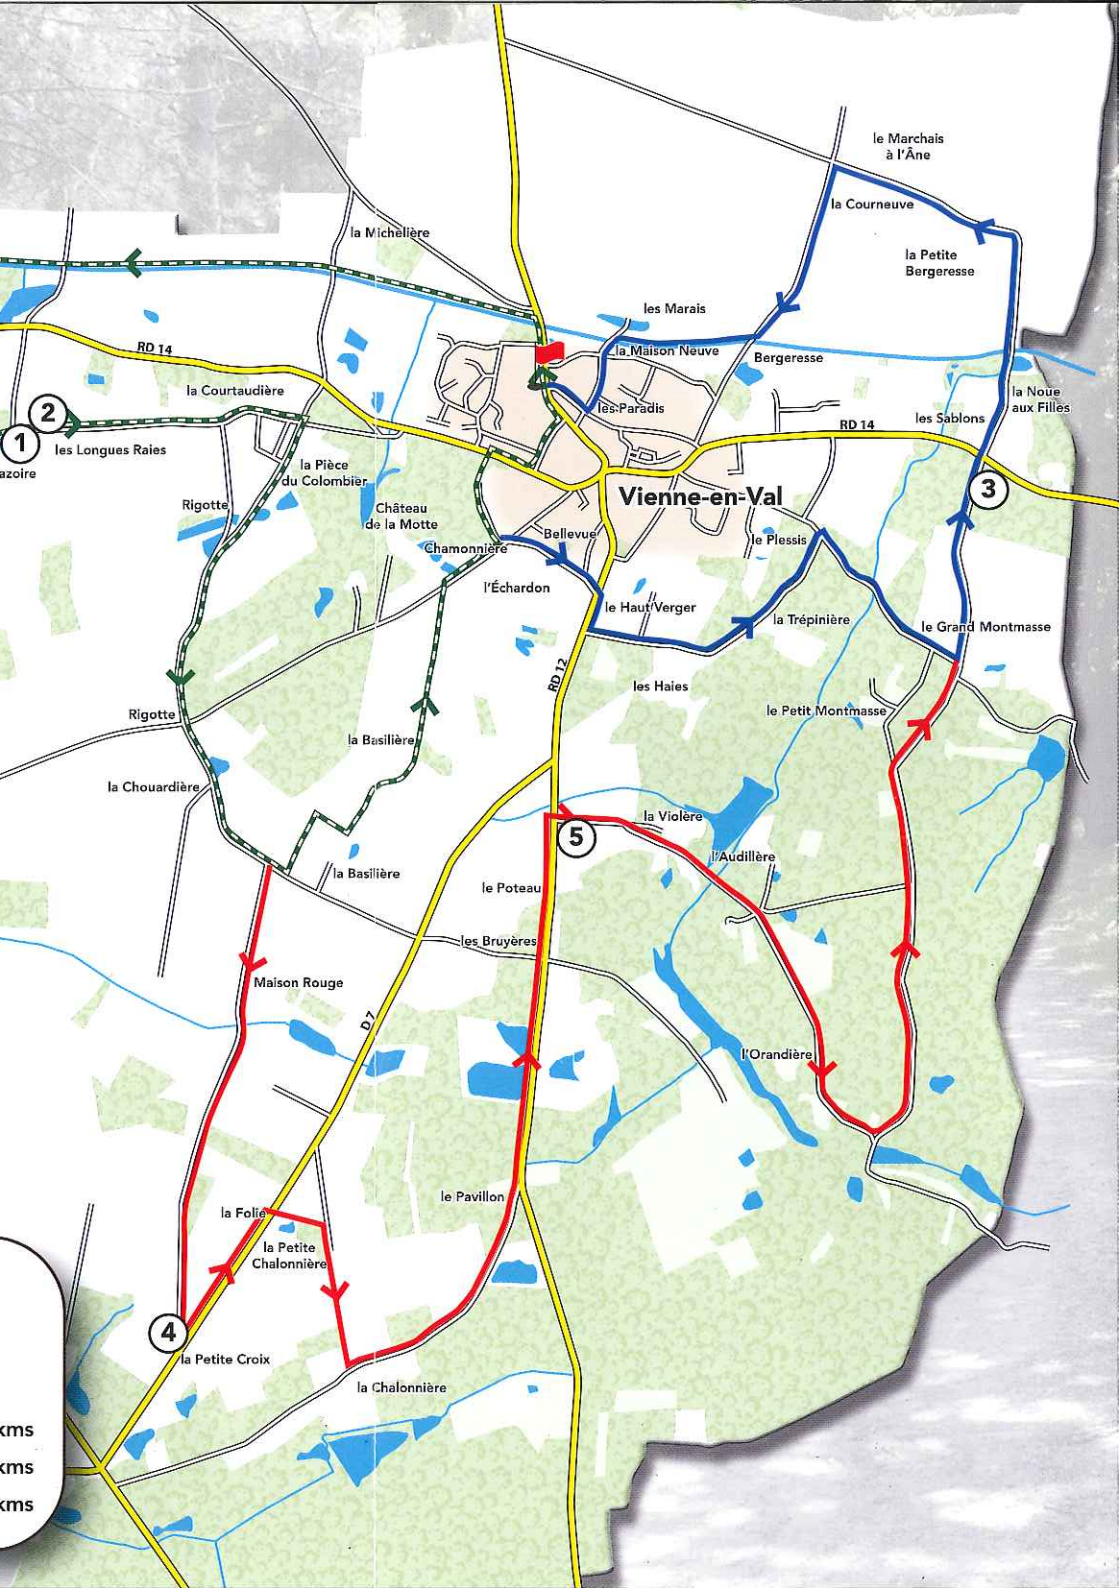 le Marchais
à l'Âne
la Courneuve
la Michelière
la Petite
Bergeresse
les Marais
RD 14
la Maison Neuve
Bergeresse
la Courtaudière
la Noue
aux Filles
2
les Paradis
les Sablons
1
les Longues Raies
RD 14
azoire
la Pièce
du Colombier
3
Vienne-en-Val
Rigotte
Château
de la Motte
Bellevue
le Plessis
Chamonnière
l'Échardon
le Haut Verger
la Trépinière
le Grand Montmasse
RD 12
les Haies
Rigotte
le Petit Montmasse
la Basilière
la Chouardière
la Violère
5
l'Audillère
la Basilière
le Poteau
les Bruyères
Maison Rouge
D 7
l'Orandière
le Pavillon
la Folie
la Petite
Chalonnière
4
la Petite Croix
la Chalonnière
kms
kms
kms